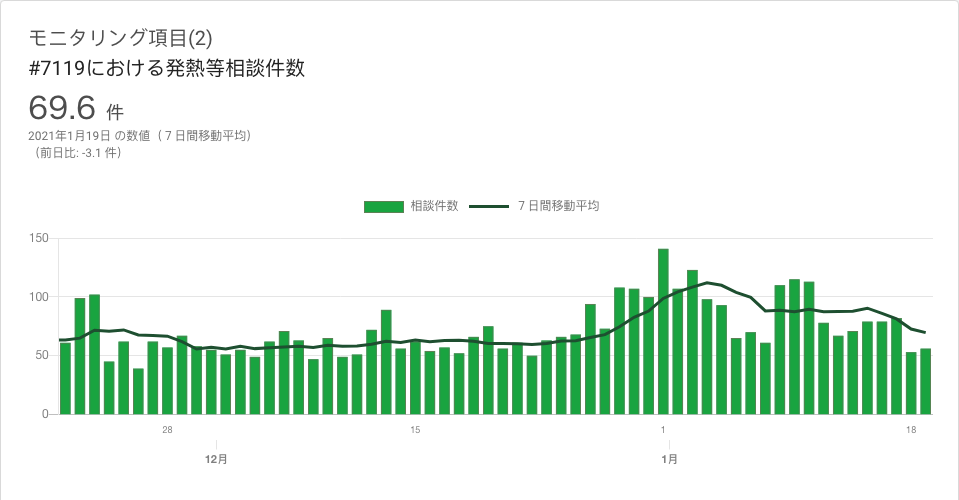 モニタリング項目(2)
#7119における発熱等相談件数
69.6 件
2021年1月19日 の数値（７日間移動平均）
（前日比: -3.1 件）
相談件数 ７日間移動平均
150
100
50
0
28 15 1 18
12月 1月